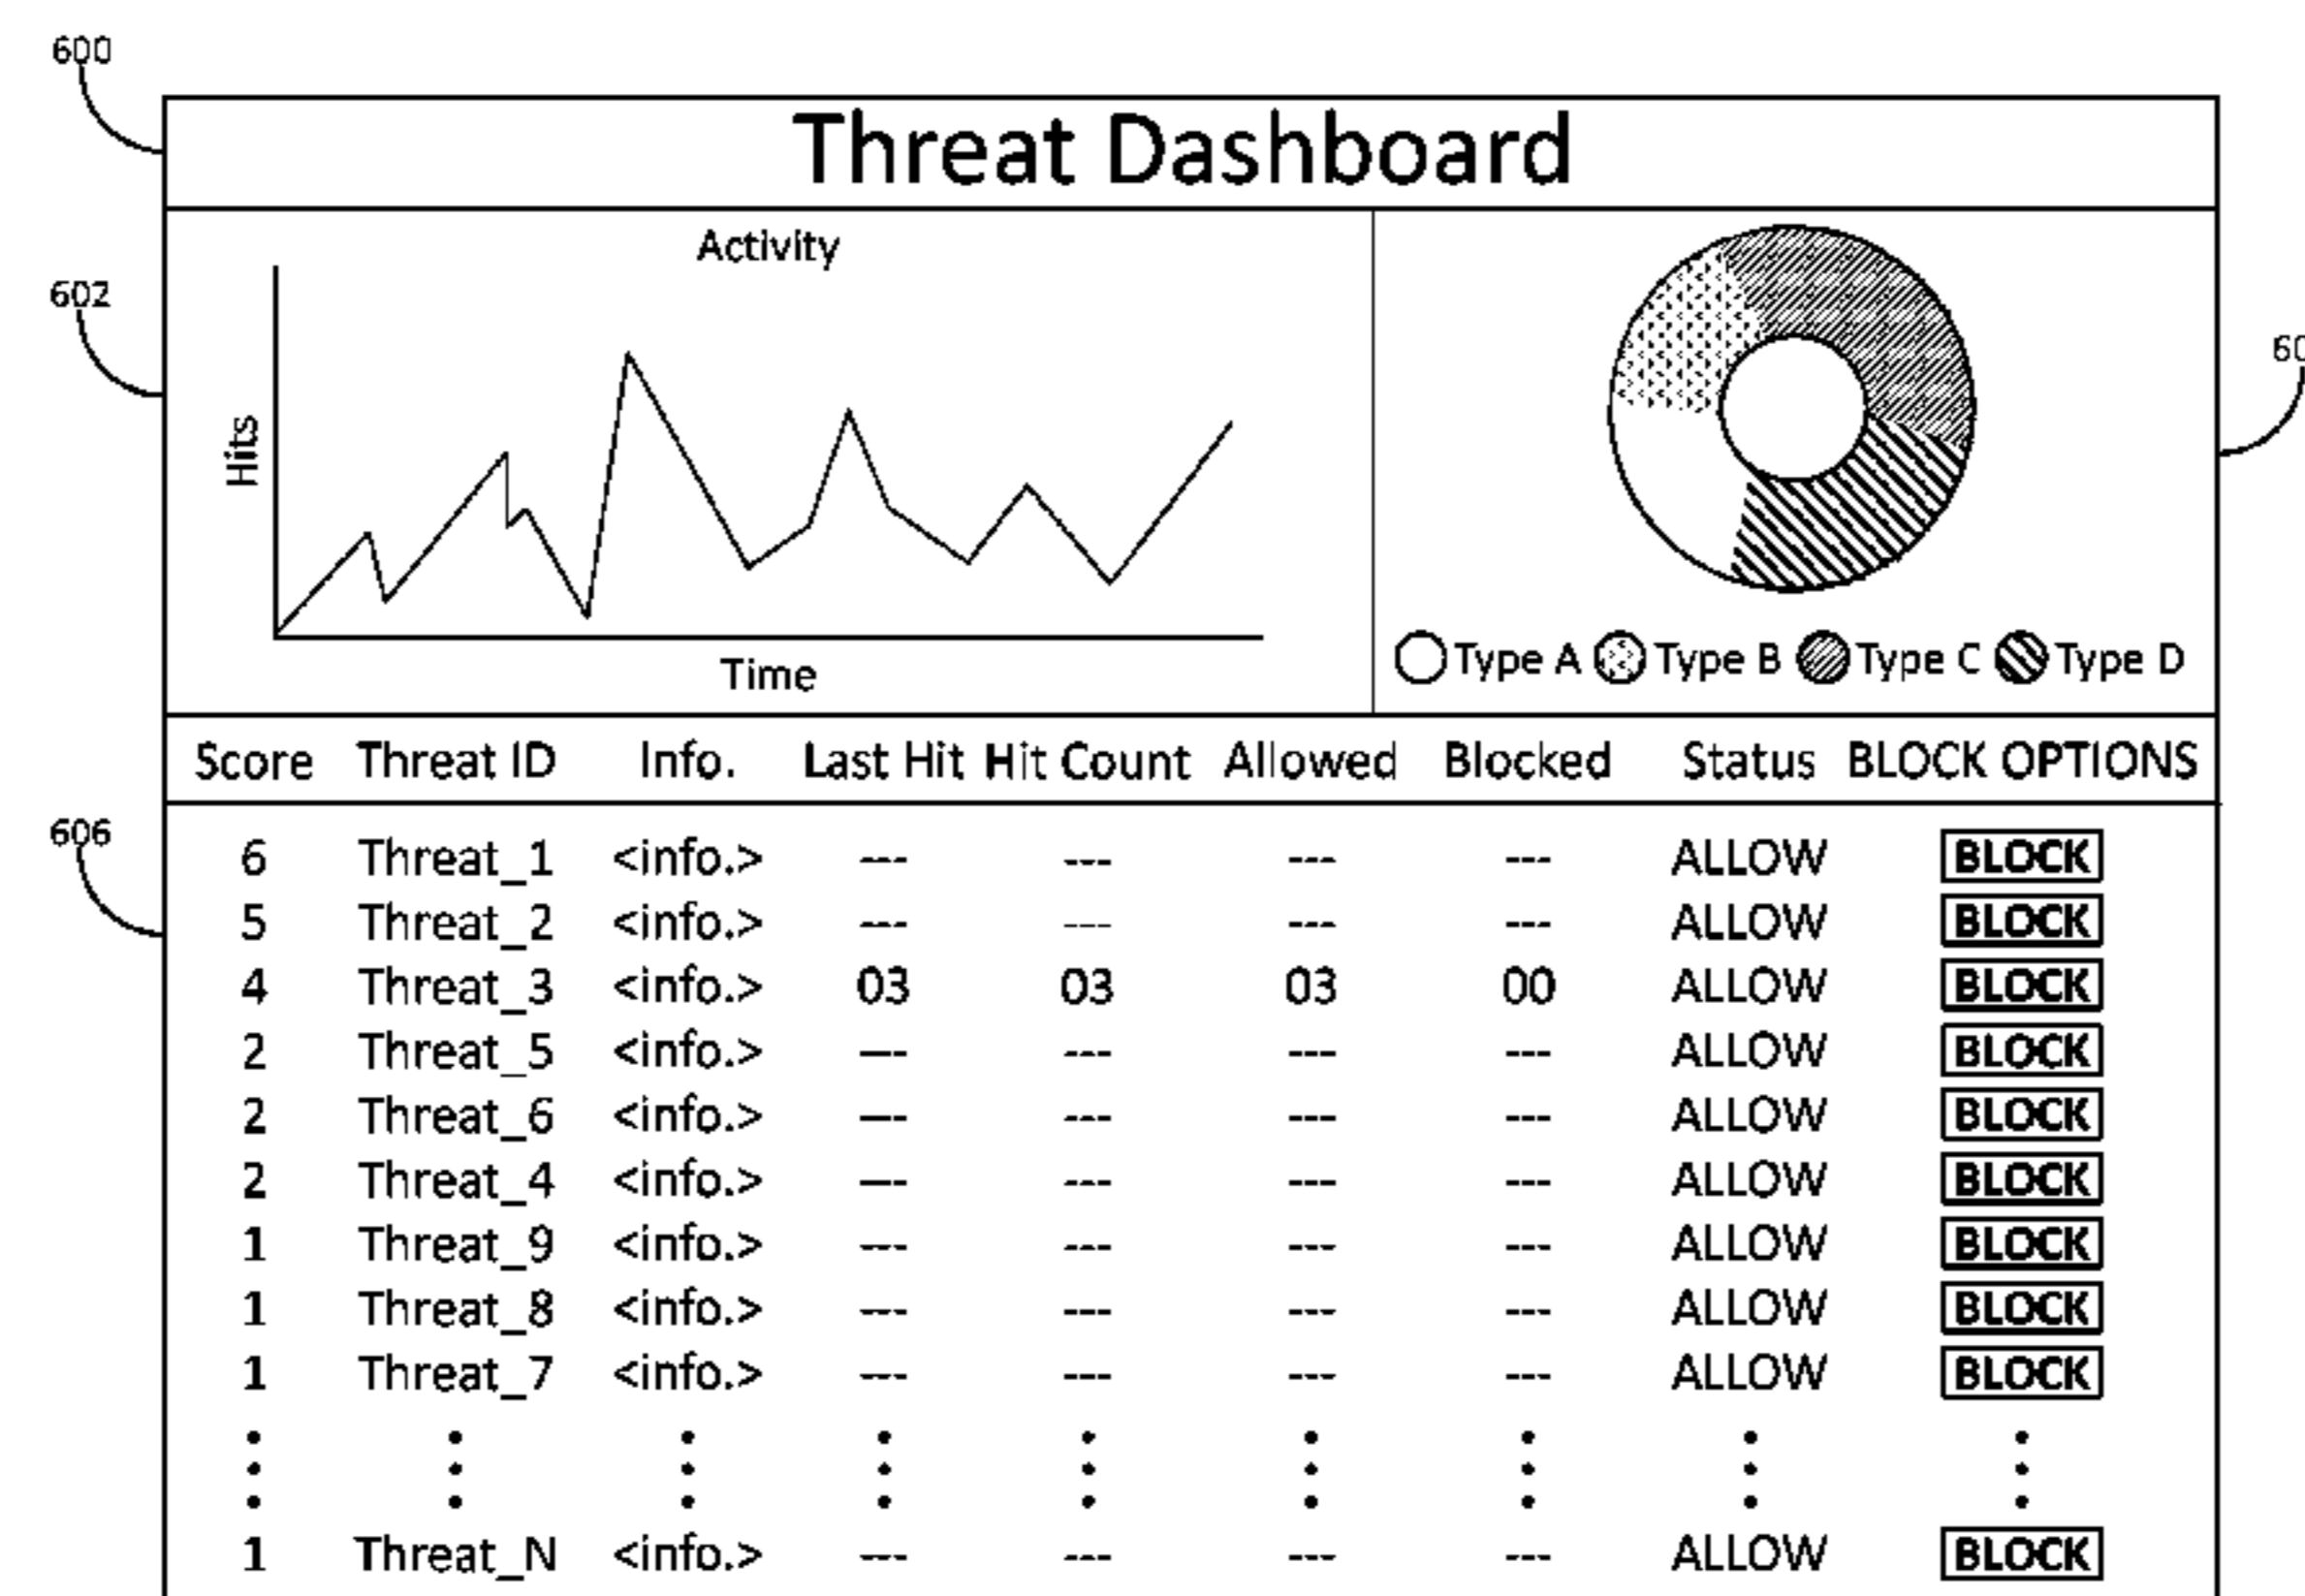 600
Threat Dashboard
602
Activity
Hits
Time
Type A Type B Type C Type D
Score Threat ID Info. Last Hit Hit Count Allowed Blocked Status BLOCK OPTIONS
606
6 Threat_1 <info.> --- --- --- --- ALLOW BLOCK
5 Threat_2 <info.> --- --- --- --- ALLOW BLOCK
4 Threat_3 <info.> 03 03 03 00 ALLOW BLOCK
2 Threat_5 <info.> --- --- --- --- ALLOW BLOCK
2 Threat_6 <info.> --- --- --- --- ALLOW BLOCK
2 Threat_4 <info.> --- --- --- --- ALLOW BLOCK
1 Threat_9 <info.> --- --- --- --- ALLOW BLOCK
1 Threat_8 <info.> --- --- --- --- ALLOW BLOCK
1 Threat_7 <info.> --- --- --- --- ALLOW BLOCK
1 Threat_N <info.> --- --- --- --- ALLOW BLOCK